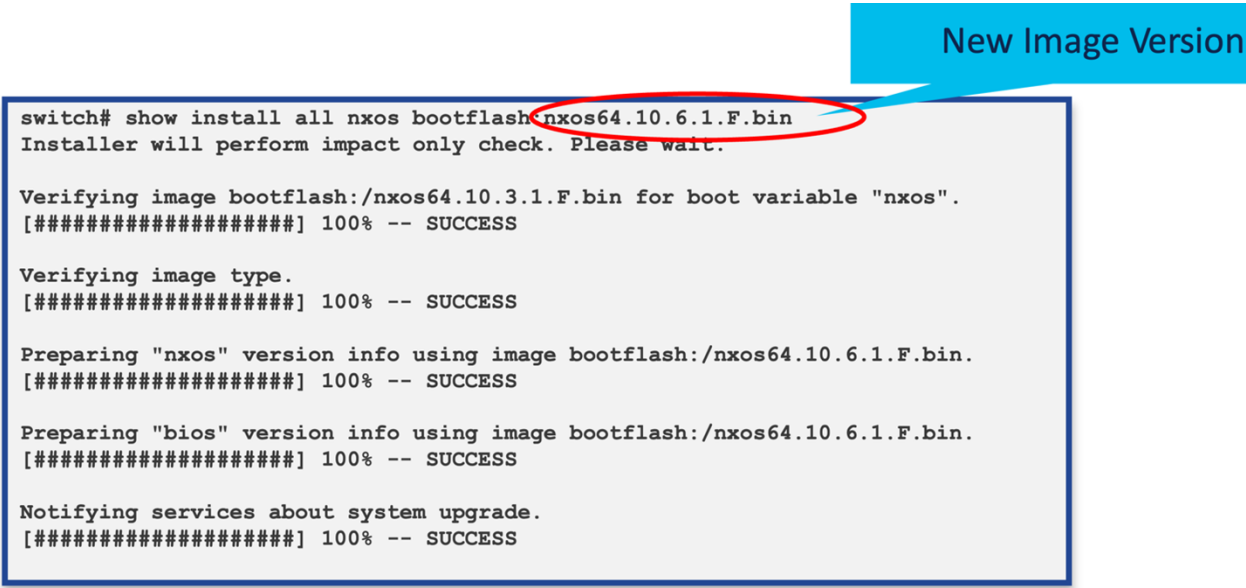 New Image Version
switch# show install all nxos bootflash:nxos64.10.6.1.F.bin
Installer will perform impact only check. Please wait.
Verifying image bootflash:/nxos64.10.3.1.F.bin for boot variable "nxos".
[####################] 100% -- SUCCESS
Verifying image type.
[####################] 100% -- SUCCESS
Preparing "nxos" version info using image bootflash:/nxos64.10.6.1.F.bin.
[####################] 100% -- SUCCESS
Preparing "bios" version info using image bootflash:/nxos64.10.6.1.F.bin.
[####################] 100% -- SUCCESS
Notifying services about system upgrade.
[####################] 100% -- SUCCESS